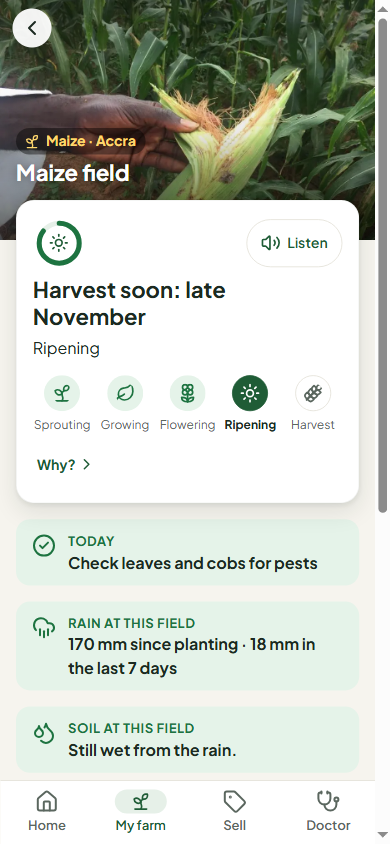 Maize · Accra
Maize field
Listen
Harvest soon: late
November
Ripening
Sprouting Growing Flowering Ripening Harvest
Why?
TODAY
Check leaves and cobs for pests
RAIN AT THIS FIELD
170 mm since planting · 18 mm in
the last 7 days
SOIL AT THIS FIELD
Still wet from the rain.
Home My farm Sell Doctor